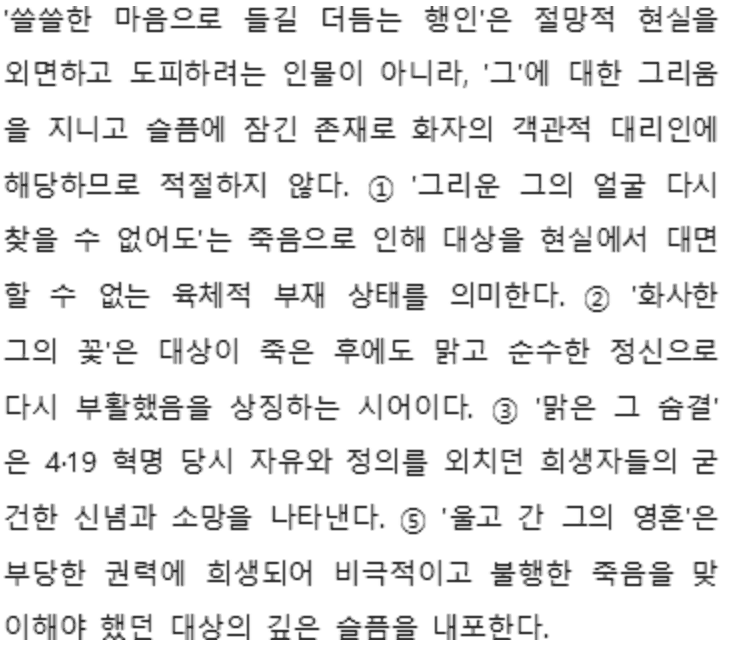 '쓸쓸한 마음으로 들길 더듬는 행인'은 절망적 현실을
외면하고 도피하려는 인물이 아니라, '그'에 대한 그리움
을 지니고 슬픔에 잠긴 존재로 화자의 객관적 대리인에
해당하므로 적절하지 않다. ① '그리운 그의 얼굴 다시
찾을 수 없어도'는 죽음으로 인해 대상을 현실에서 대면
할 수 없는 육체적 부재 상태를 의미한다. ② '화사한
그의 꽃'은 대상이 죽은 후에도 맑고 순수한 정신으로
다시 부활했음을 상징하는 시어이다. ③ '맑은 그 숨결'
은 4·19 혁명 당시 자유와 정의를 외치던 희생자들의 굳
건한 신념과 소망을 나타낸다. ⑤ '울고 간 그의 영혼'은
부당한 권력에 희생되어 비극적이고 불행한 죽음을 맞
이해야 했던 대상의 깊은 슬픔을 내포한다.